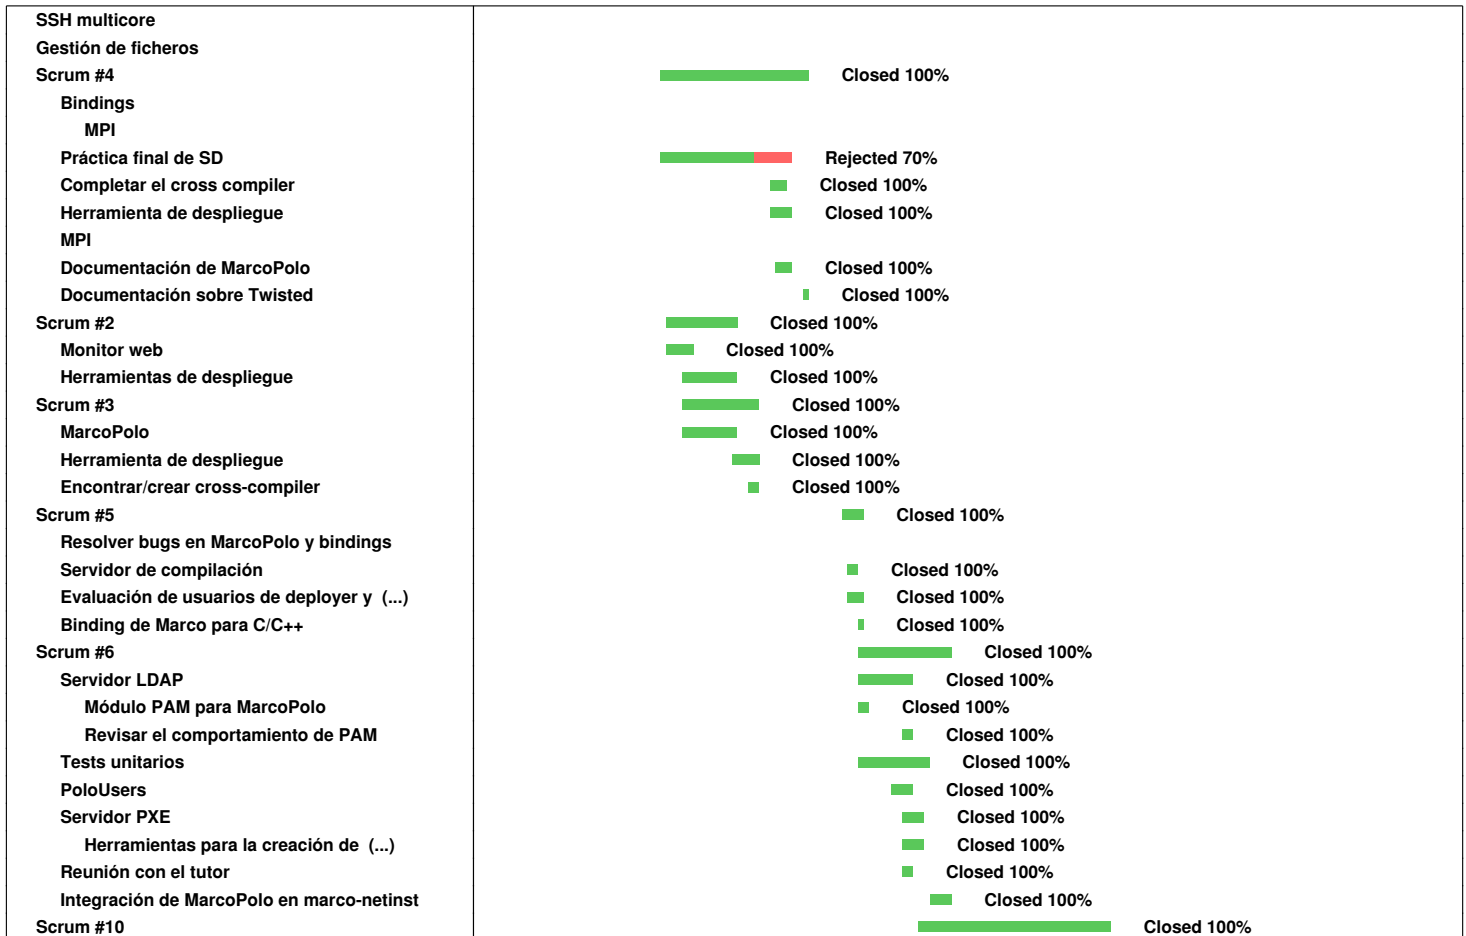 SSH multicore
Gestión de ficheros
Scrum #4 Closed 100%
Bindings
MPI
Práctica final de SD Rejected 70%
Completar el cross compiler Closed 100%
Herramienta de despliegue Closed 100%
MPI
Documentación de MarcoPolo Closed 100%
Documentación sobre Twisted Closed 100%
Scrum #2 Closed 100%
Monitor web Closed 100%
Herramientas de despliegue Closed 100%
Scrum #3 Closed 100%
MarcoPolo Closed 100%
Herramienta de despliegue Closed 100%
Encontrar/crear cross-compiler Closed 100%
Scrum #5 Closed 100%
Resolver bugs en MarcoPolo y bindings
Servidor de compilación Closed 100%
Evaluación de usuarios de deployer y (...) Closed 100%
Binding de Marco para C/C++ Closed 100%
Scrum #6 Closed 100%
Servidor LDAP Closed 100%
Módulo PAM para MarcoPolo Closed 100%
Revisar el comportamiento de PAM Closed 100%
Tests unitarios Closed 100%
PoloUsers Closed 100%
Servidor PXE Closed 100%
Herramientas para la creación de (...) Closed 100%
Reunión con el tutor Closed 100%
Integración de MarcoPolo en marco-netinst Closed 100%
Scrum #10 Closed 100%